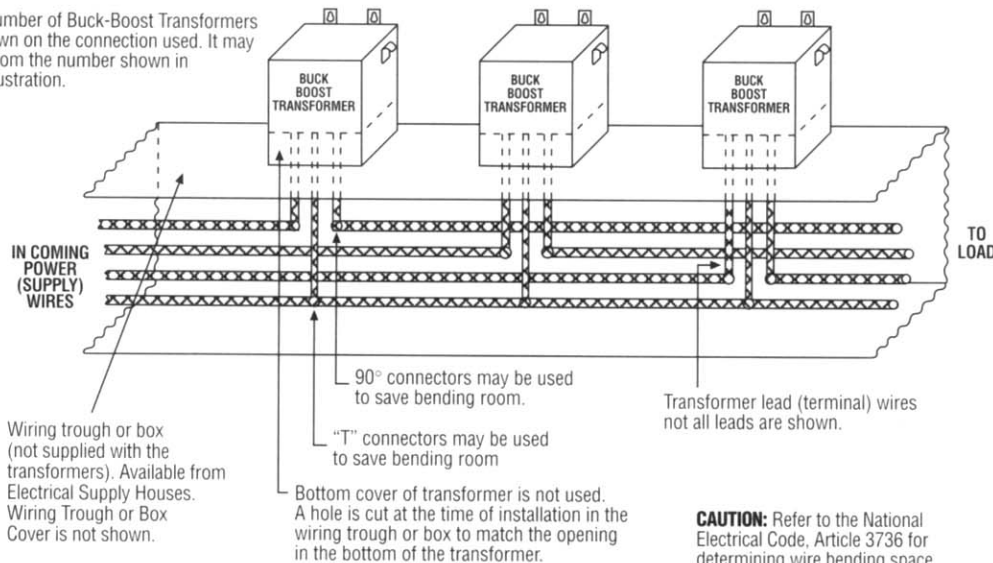 umber of Buck-Boost Transformers
wn on the connection used. It may
om the number shown in
ustration.
BUCK
BOOST
TRANSFORMER
BUCK
BOOST
TRANSFORMER
BUCK
BOOST
TRANSFORMER
IN COMING
POWER
(SUPPLY)
WIRES
TO
LOAD
90° connectors may be used
to save bending room.
"T" connectors may be used
to save bending room
Transformer lead (terminal) wires
not all leads are shown.
Wiring trough or box
(not supplied with the
transformers). Available from
Electrical Supply Houses.
Wiring Trough or Box
Cover is not shown.
Bottom cover of transformer is not used.
A hole is cut at the time of installation in the
wiring trough or box to match the opening
in the bottom of the transformer.
CAUTION: Refer to the National
Electrical Code, Article 3736 for
determining wire bending space